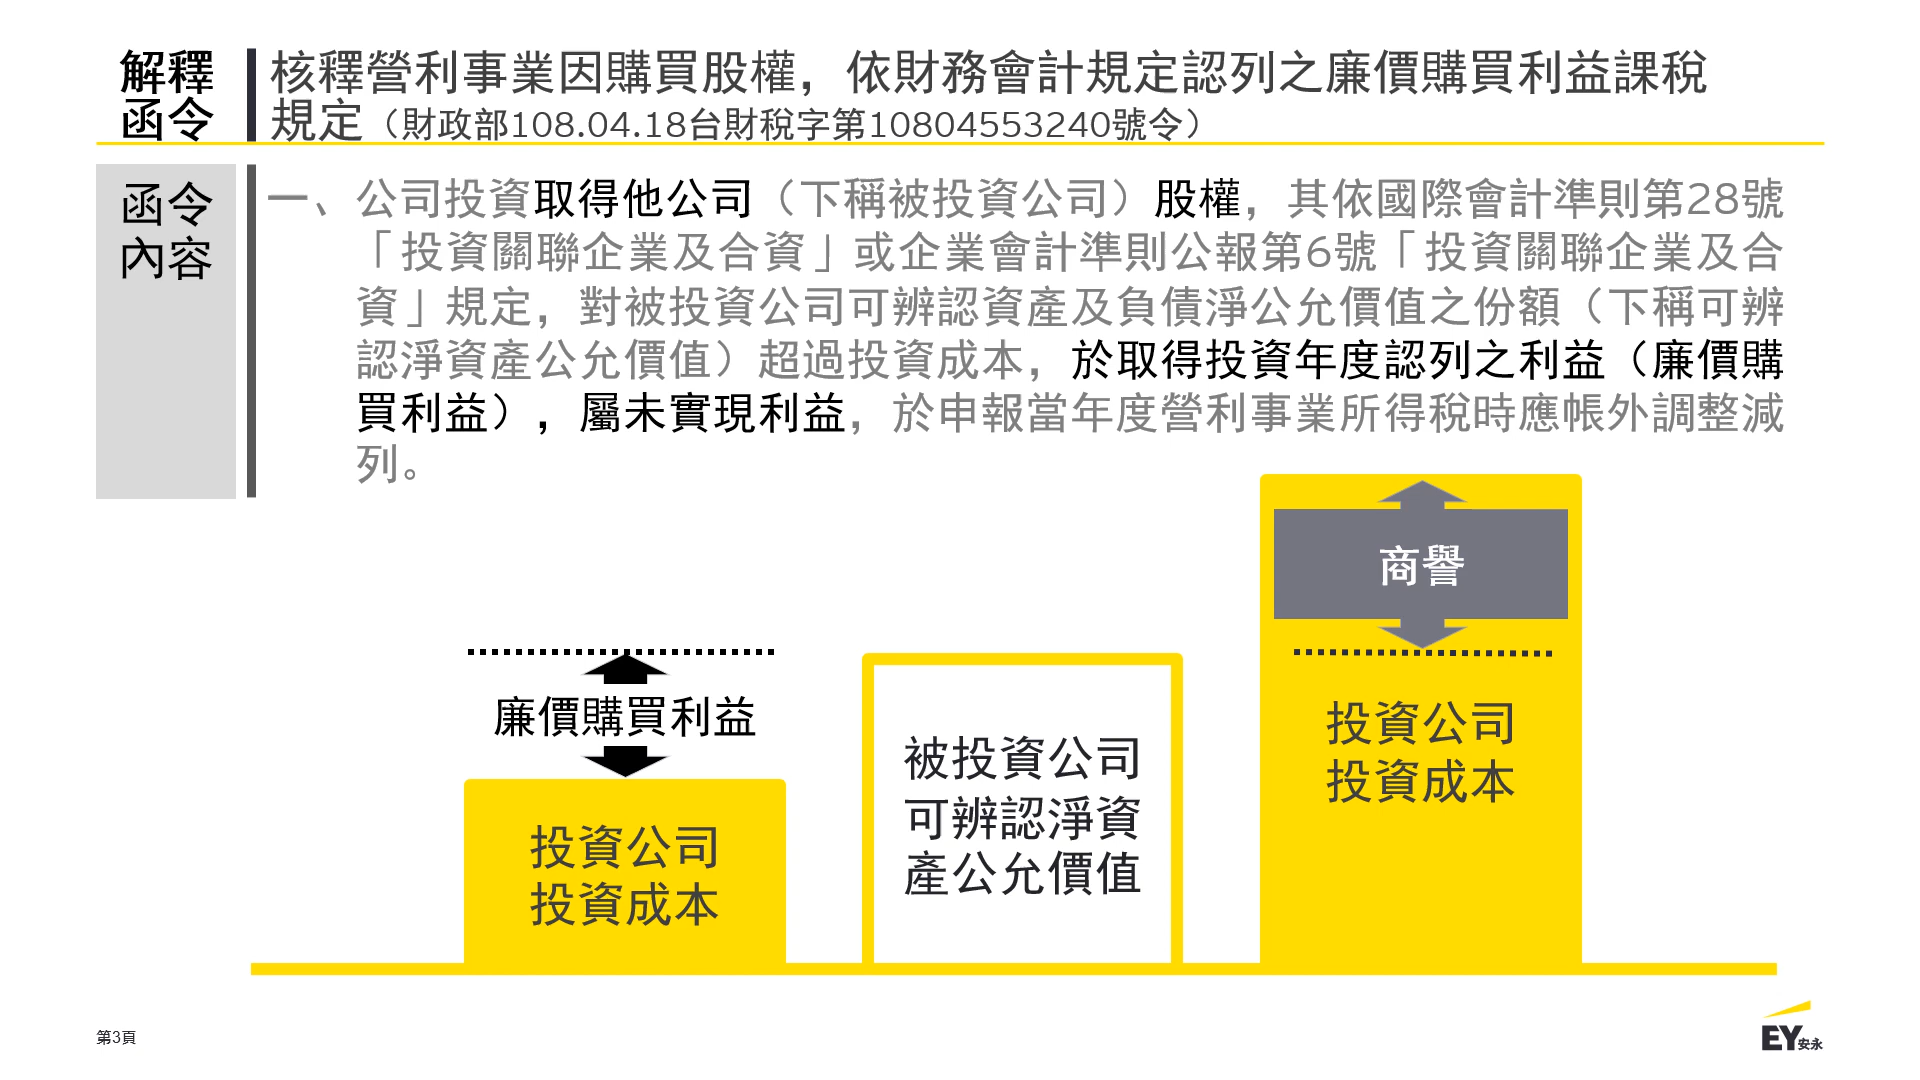 解釋
函令
核釋營利事業因購買股權，依財務會計規定認列之廉價購買利益課稅
規定（財政部108.04.18台財稅字第10804553240號令）
函令
內容
一、公司投資取得他公司（下稱被投資公司）股權，其依國際會計準則第28號
「投資關聯企業及合資」或企業會計準則公報第6號「投資關聯企業及合
資」規定，對被投資公司可辨認資產及負債淨公允價值之份額（下稱可辨
認淨資產公允價值）超過投資成本，於取得投資年度認列之利益（廉價購
買利益），屬未實現利益，於申報當年度營利事業所得稅時應帳外調整減
列。
商譽
廉價購買利益
投資公司
投資成本
被投資公司
可辨認淨資
產公允價值
投資公司
投資成本
第3頁
EY安永